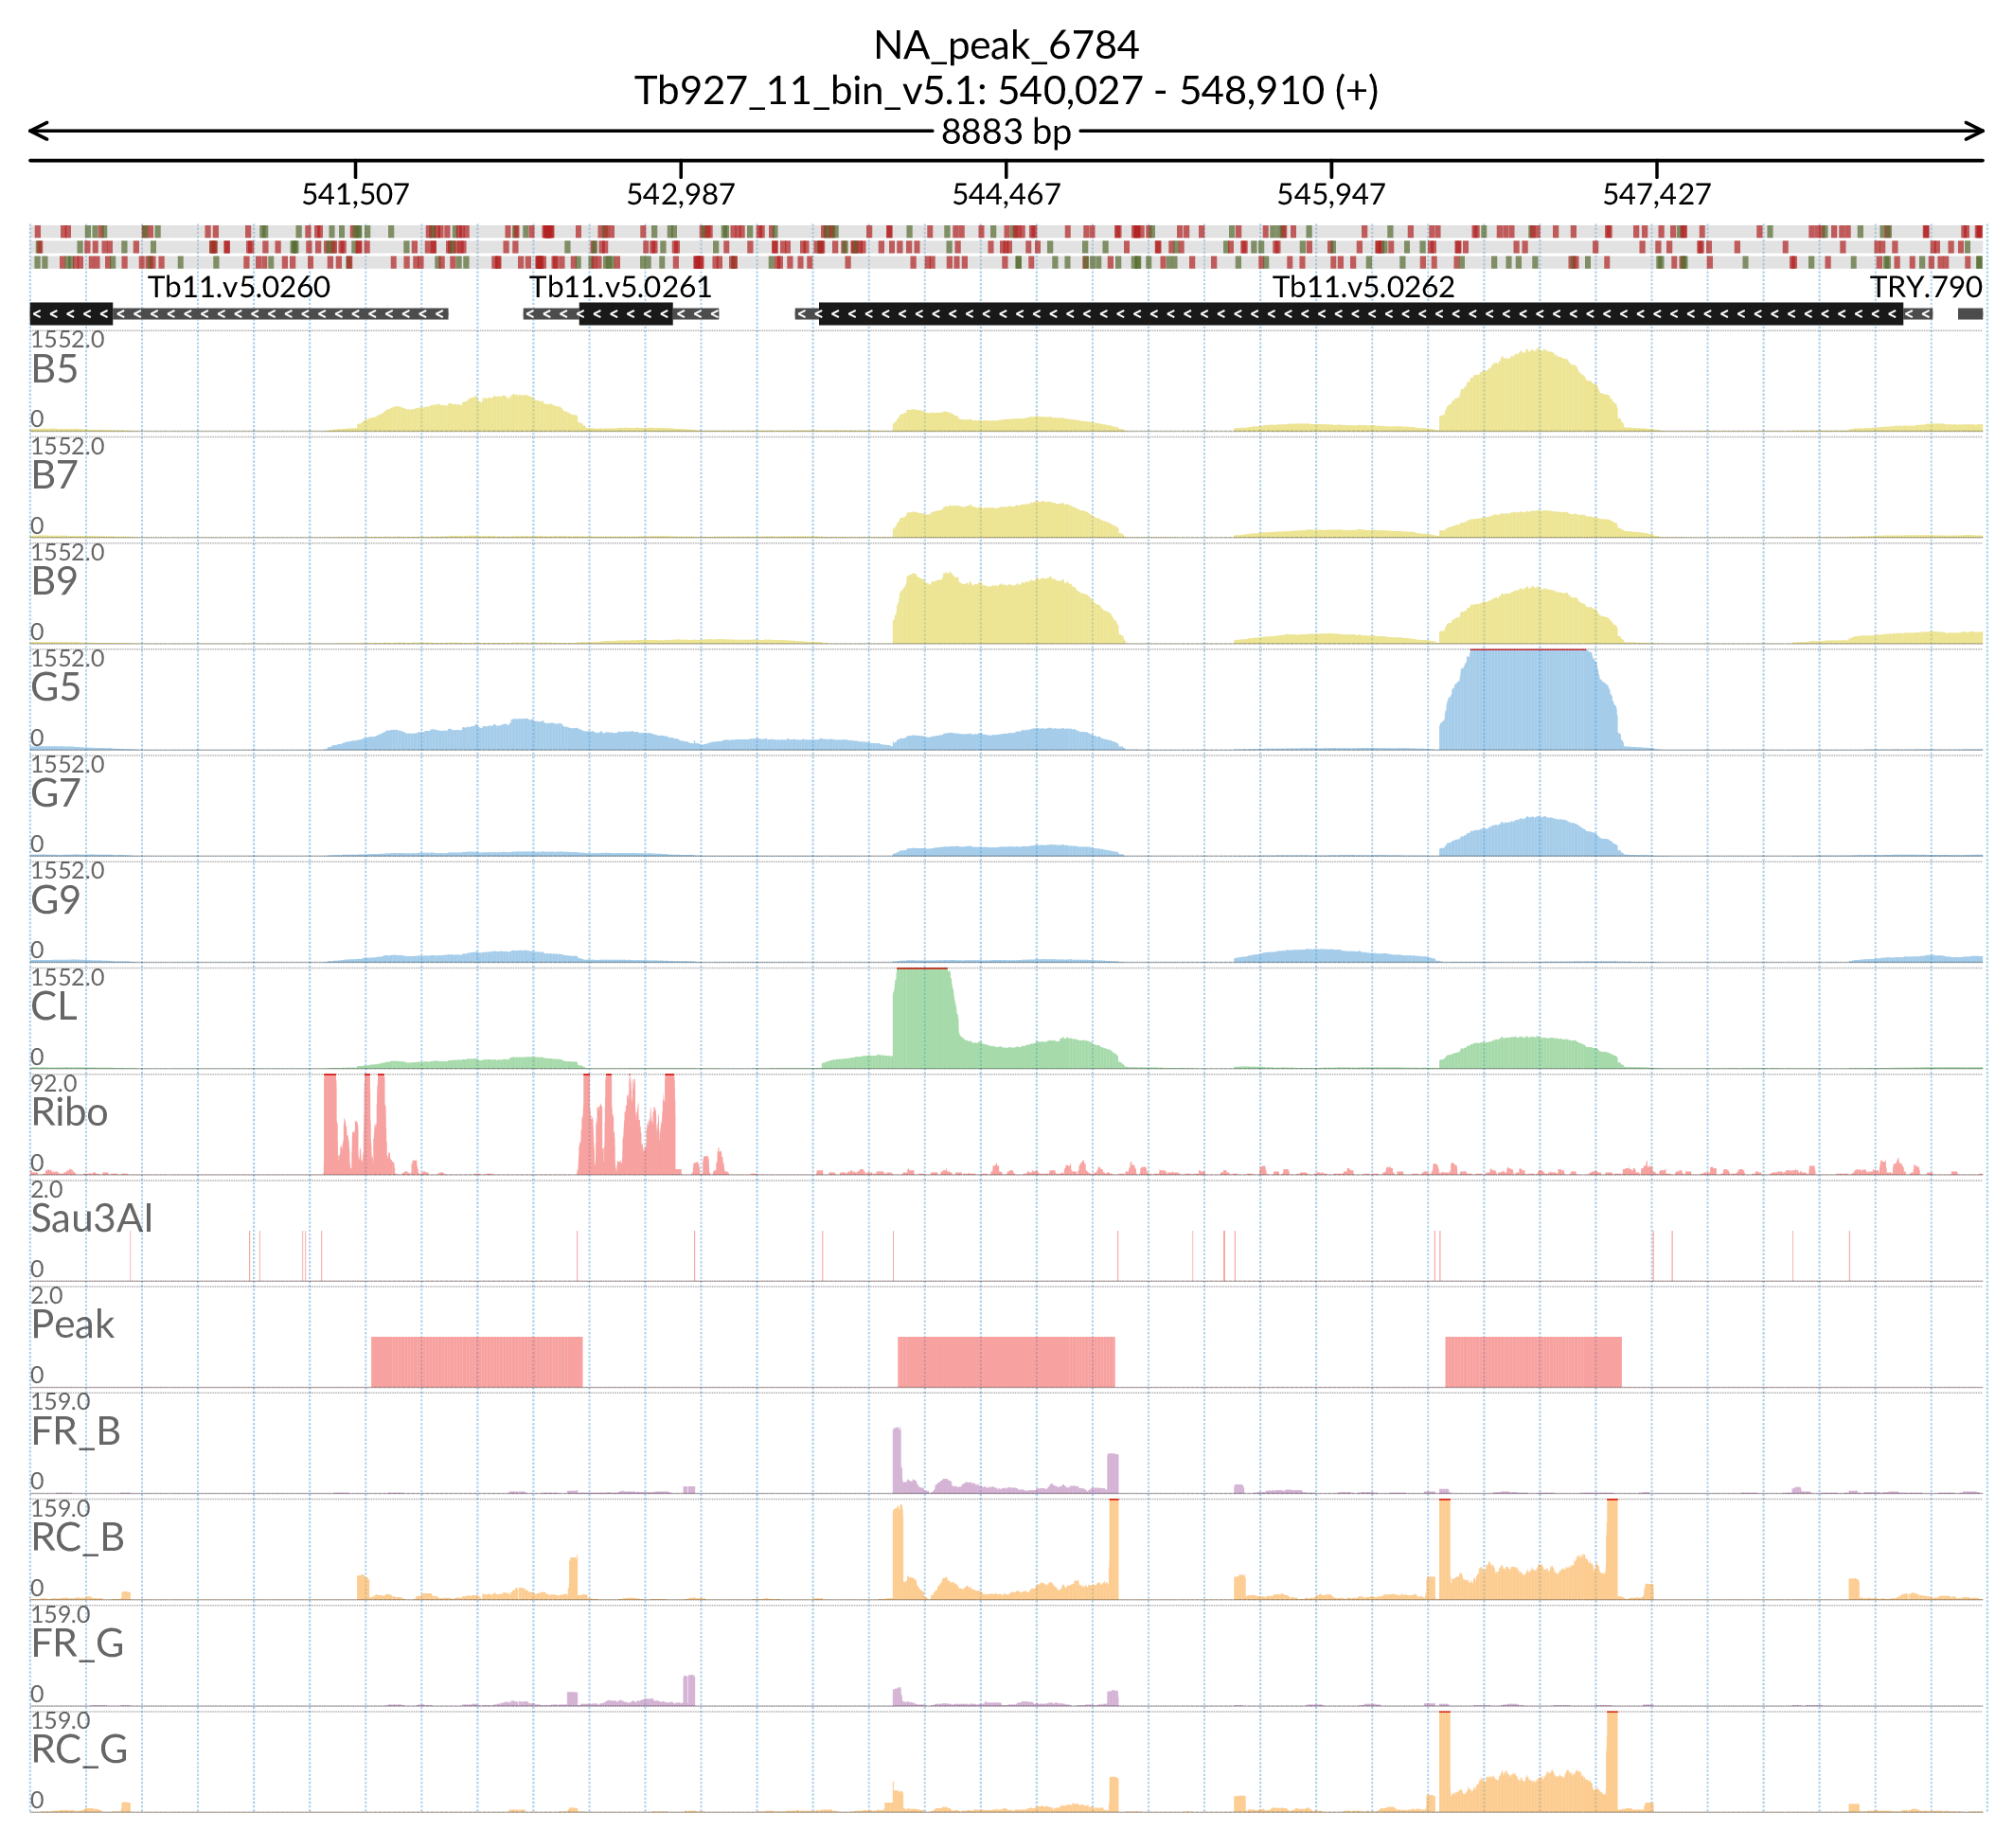 NA_peak_6784
Tb927_11_bin_v5.1: 540,027 - 548,910 (+)
8883 bp
541,507 542,987 544,467 545,947 547,427
Tb11.v5.0260 Tb11.v5.0261 Tb11.v5.0262 TRY.790
1552.0
B5
0
1552.0
B7
0
1552.0
B9
0
1552.0
G5
0
1552.0
G7
0
1552.0
G9
0
1552.0
CL
0
92.0
Ribo
0
2.0
Sau3AI
0
2.0
Peak
0
159.0
FR_B
0
159.0
RC_B
0
159.0
FR_G
0
159.0
RC_G
0